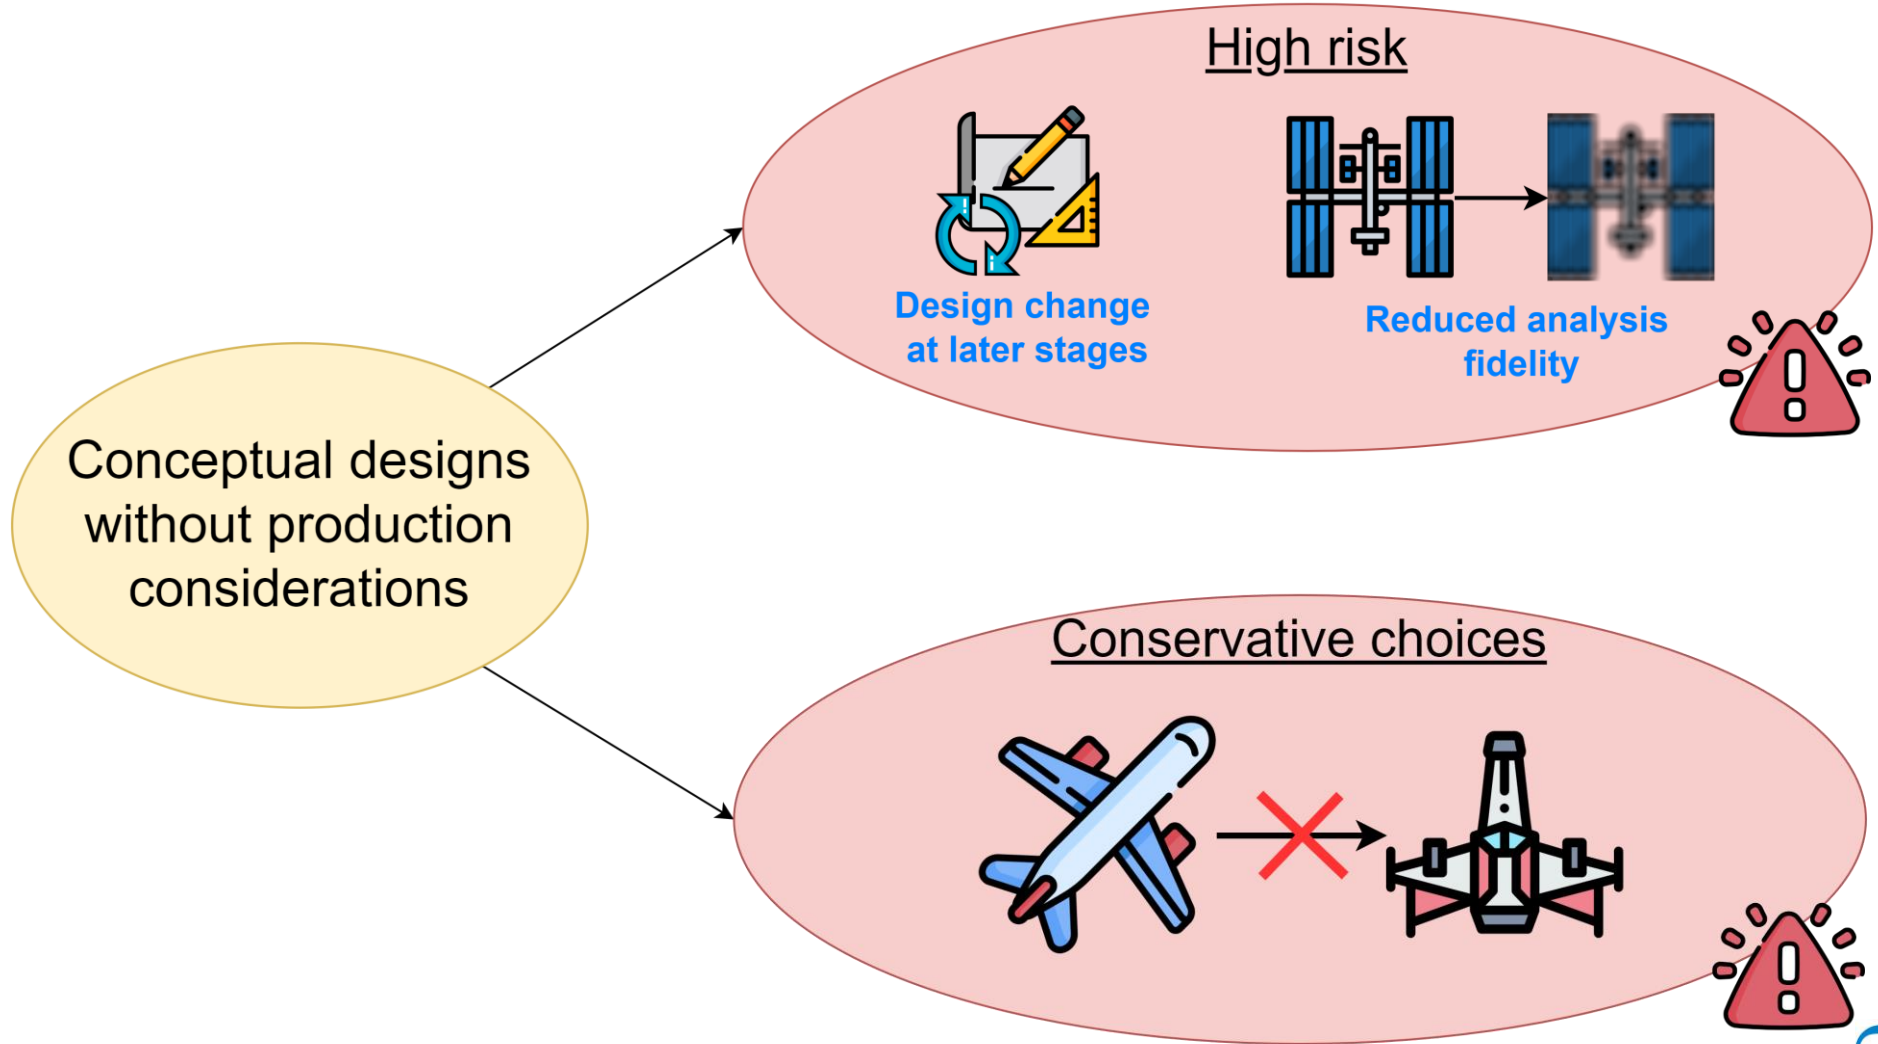 High risk
Design change
at later stages
Reduced analysis
fidelity
Conceptual designs
without production
considerations
Conservative choices